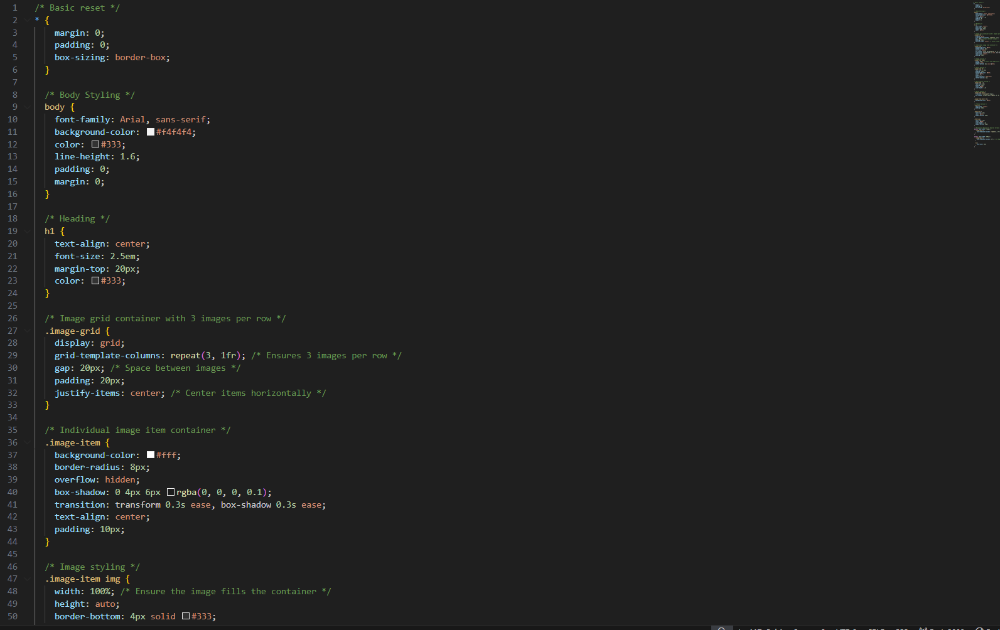 1 /* Basic reset */
2 * {
3 margin: 0;
4 padding: 0;
5 box-sizing: border-box;
6 }
7
8 /* Body Styling */
9 body {
10 font-family: Arial, sans-serif;
11 background-color: #f4f4f4;
12 color: #333;
13 line-height: 1.6;
14 padding: 0;
15 margin: 0;
16 }
17
18 /* Heading */
19 h1 {
20 text-align: center;
21 font-size: 2.5em;
22 margin-top: 20px;
23 color: #333;
24 }
25
26 /* Image grid container with 3 images per row */
27 .image-grid {
28 display: grid;
29 grid-template-columns: repeat(3, 1fr); /* Ensures 3 images per row */
30 gap: 20px; /* Space between images */
31 padding: 20px;
32 justify-items: center; /* Center items horizontally */
33 }
34
35 /* Individual image item container */
36 .image-item {
37 background-color: #fff;
38 border-radius: 8px;
39 overflow: hidden;
40 box-shadow: 0 4px 6px rgba(0, 0, 0, 0.1);
41 transition: transform 0.3s ease, box-shadow 0.3s ease;
42 text-align: center;
43 padding: 10px;
44 }
45
46 /* Image styling */
47 .image-item img {
48 width: 100%; /* Ensure the image fills the container */
49 height: auto;
50 border-bottom: 4px solid #333;